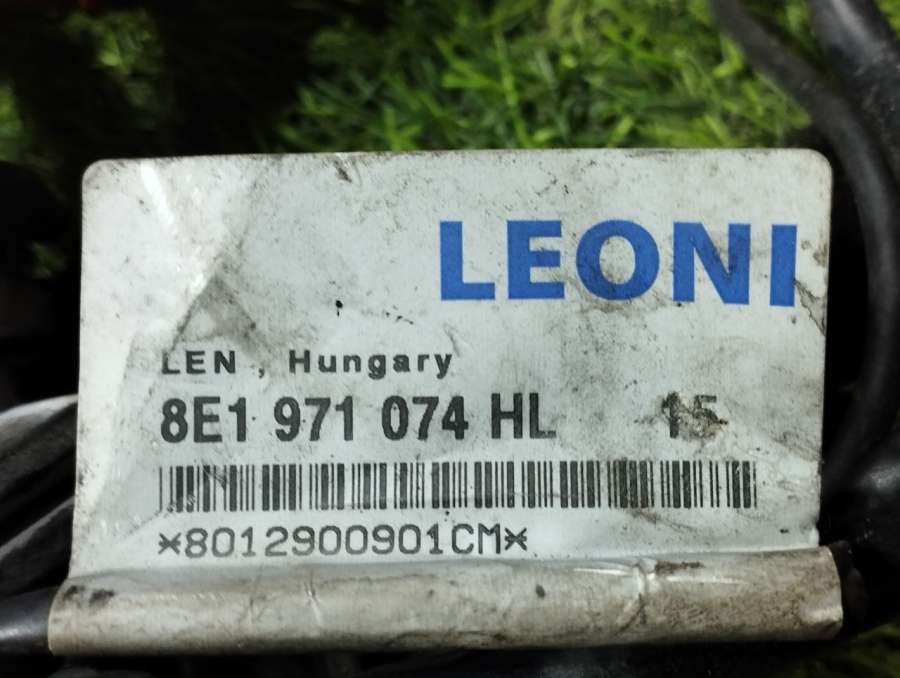 LEONI
LEN , Hungary
8E1 971 074 HL 15
*8012900901CM*